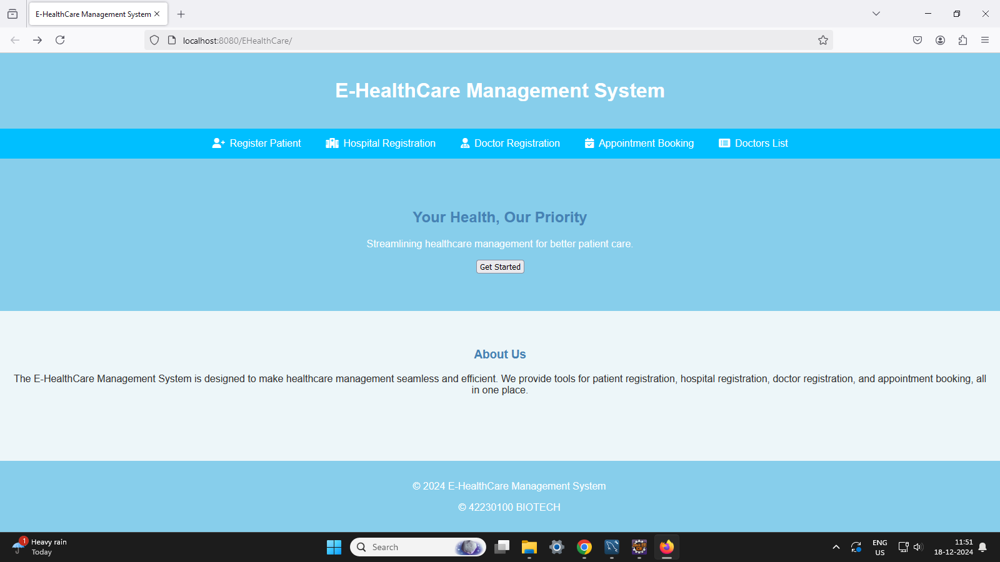 E-HealthCare Management System
localhost:8080/EHealthCare/
E-HealthCare Management System
Register Patient
Hospital Registration
Doctor Registration
Appointment Booking
Doctors List
Your Health, Our Priority
Streamlining healthcare management for better patient care.
Get Started
About Us
The E-HealthCare Management System is designed to make healthcare management seamless and efficient. We provide tools for patient registration, hospital registration, doctor registration, and appointment booking, all
in one place.
© 2024 E-HealthCare Management System
© 42230100 BIOTECH
1
Heavy rain
Today
Search
ENG
US
11:51
18-12-2024